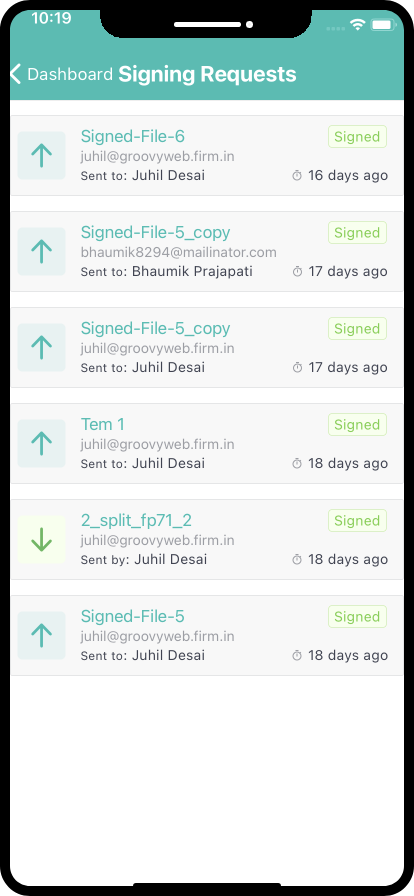 10:19
Dashboard Signing Requests
Signed-File-6 Signed
juhil@groovyweb.firm.in
Sent to: Juhil Desai 16 days ago
Signed-File-5_copy Signed
bhaumik8294@mailinator.com
Sent to: Bhaumik Prajapati 17 days ago
Signed-File-5_copy Signed
juhil@groovyweb.firm.in
Sent to: Juhil Desai 17 days ago
Tem 1 Signed
juhil@groovyweb.firm.in
Sent to: Juhil Desai 18 days ago
2_split_fp71_2 Signed
juhil@groovyweb.firm.in
Sent by: Juhil Desai 18 days ago
Signed-File-5 Signed
juhil@groovyweb.firm.in
Sent to: Juhil Desai 18 days ago